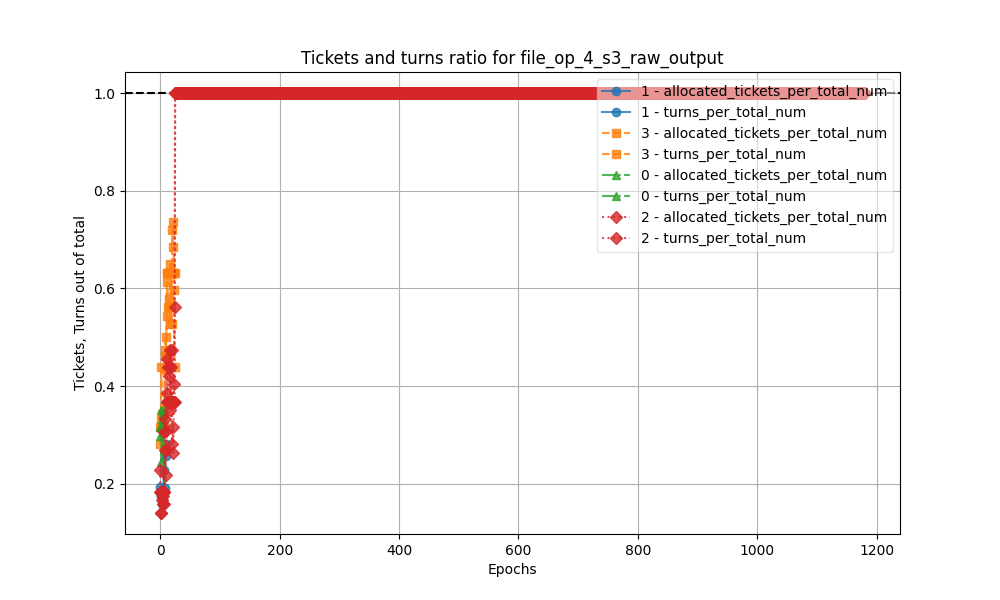 Tickets and turns ratio for file_op_4_s3_raw_output
1.0
0.8
0.6
0.4
0.2
Tickets, Turns out of total
1 - allocated_tickets_per_total_num
1 - turns_per_total_num
3 - allocated_tickets_per_total_num
3 - turns_per_total_num
0 - allocated_tickets_per_total_num
0 - turns_per_total_num
2 - allocated_tickets_per_total_num
2 - turns_per_total_num
0 200 400 600 800 1000 1200
Epochs